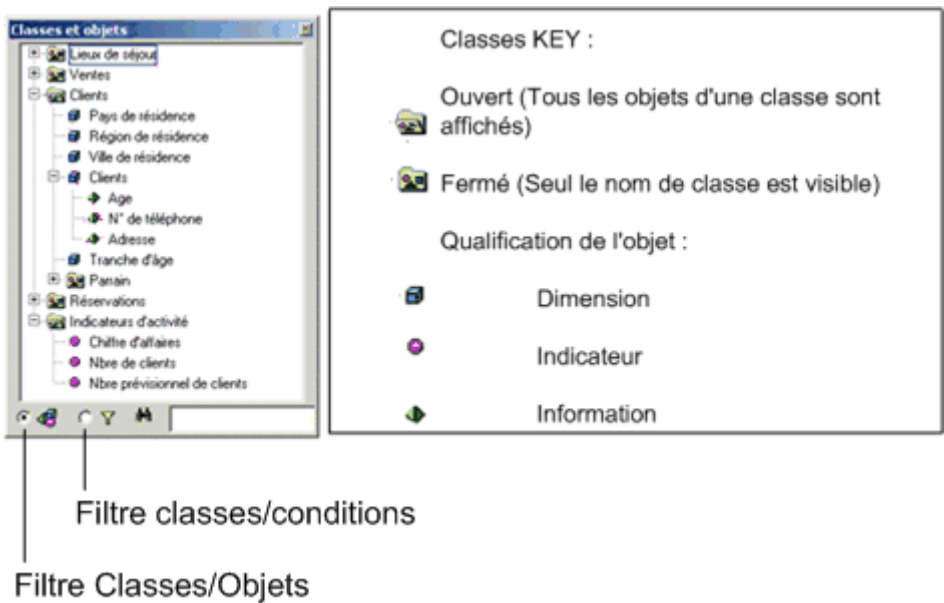 Classes et objets
Lieux de séjour
Ventes
Clients
Pays de résidence
Région de résidence
Ville de résidence
Clients
Age
N° de téléphone
Adresse
Tranche d'âge
Parrain
Réservations
Indicateurs d'activité
Chiffre d'affaires
Nbre de clients
Nbre prévisionnel de clients
Classes KEY :
Ouvert (Tous les objets d'une classe sont
affichés)
Fermé (Seul le nom de classe est visible)
Qualification de l'objet :
Dimension
Indicateur
Information
Filtre classes/conditions
Filtre Classes/Objets